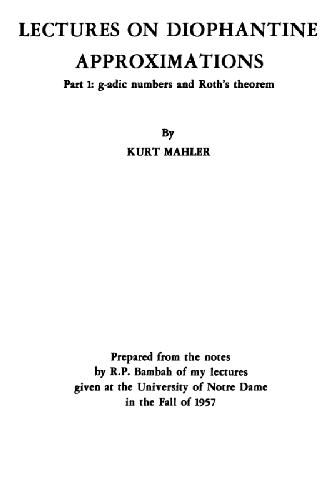 LECTURES ON DIOPHANTINE
APPROXIMATIONS
Part 1: g-adic numbers and Roth's theorem
By
KURT MAHLER
Prepared from the notes
by R.P. Bambah of my lectures
given at the University of Notre Dame
in the Fall of 1957